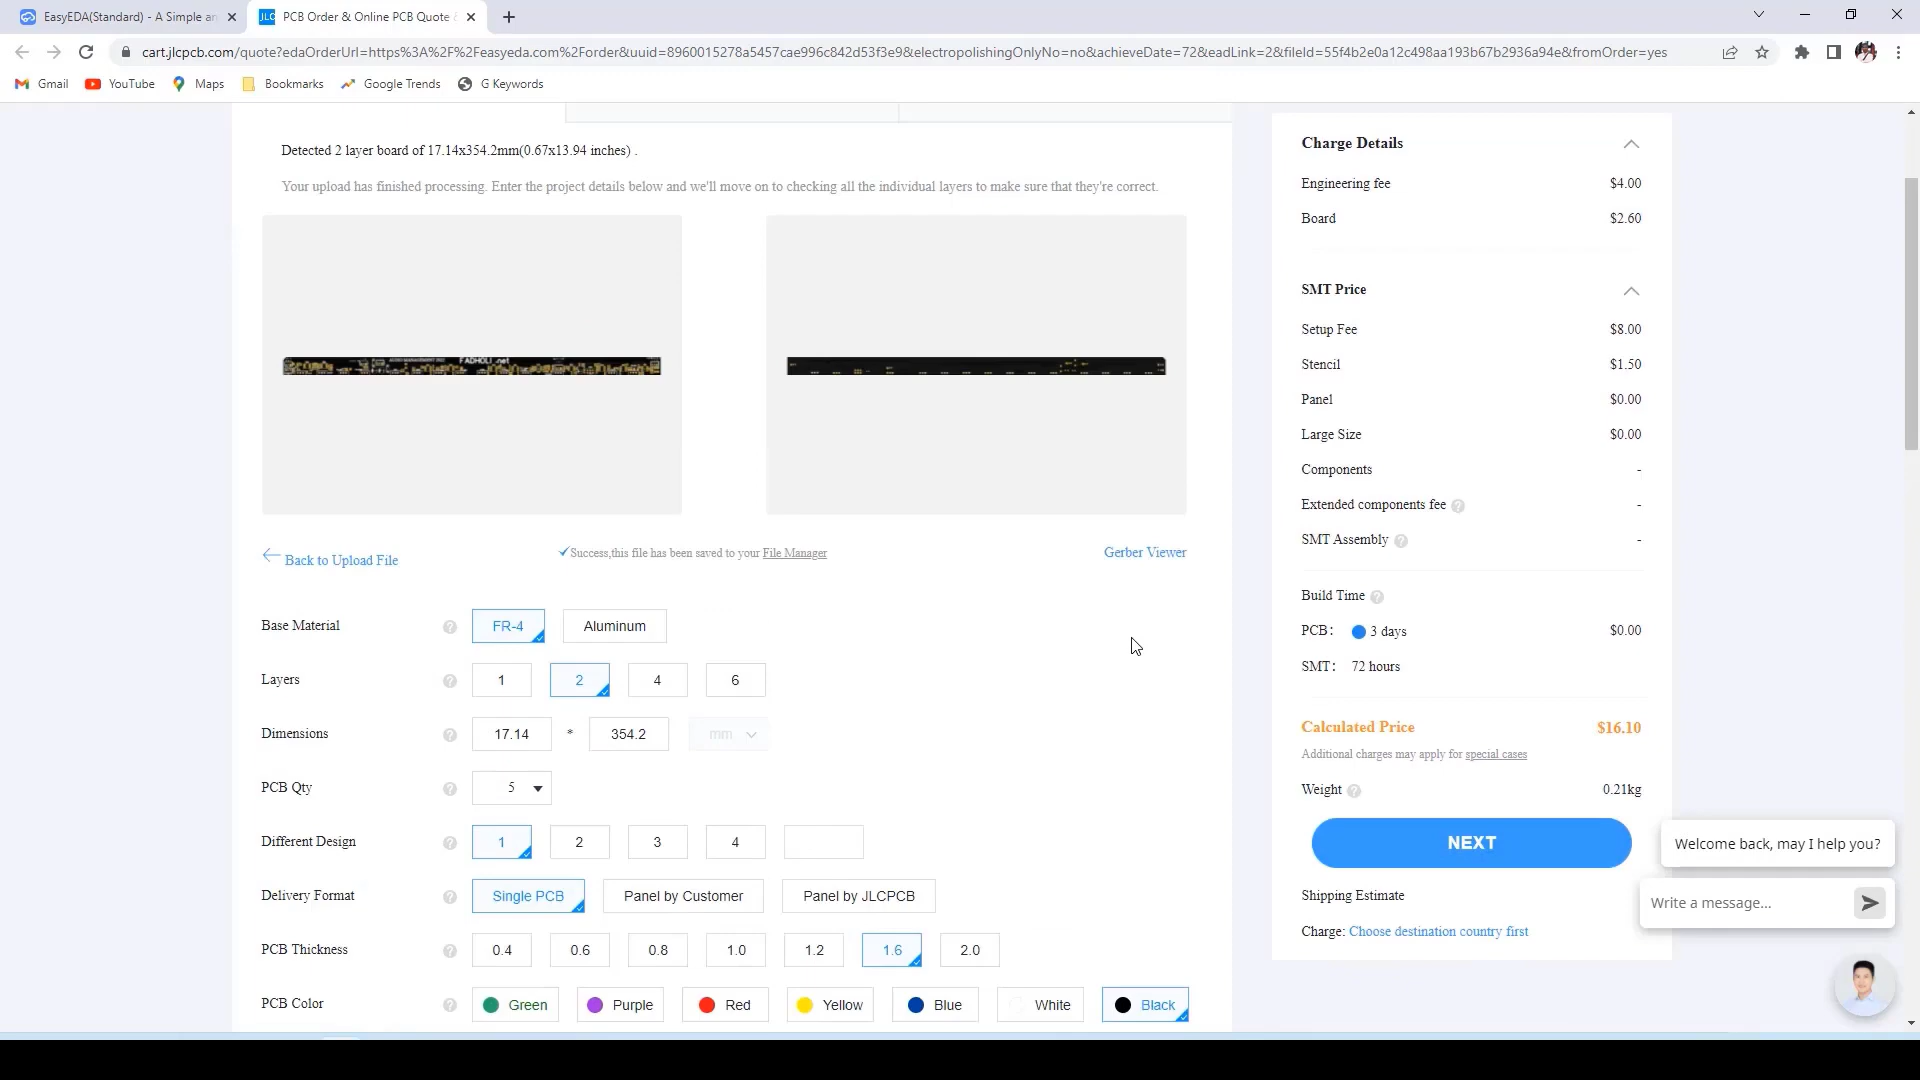 EasyEDA(Standard) - A Simple an
JLC PCB Order & Online PCB Quote
cart.jlcpcb.com/quote?edaOrderUrl=https%3A%2F%2Feasyeda.com%2Forder&uuid=8960015278a5457cae996c842d53f3e9&electropolishingOnlyNo=no&achieveDate=72&eadLink=2&fileId=55f4b2e0a12c498aa193b67b2936a94e&fromOrder=yes
Gmail YouTube Maps Bookmarks Google Trends G Keywords
Detected 2 layer board of 17.14x354.2mm(0.67x13.94 inches) .
Your upload has finished processing. Enter the project details below and we'll move on to checking all the individual layers to make sure that they're correct.
FADHOLI .net
Back to Upload File
Success,this file has been saved to your File Manager
Gerber Viewer
Base Material ? FR-4 Aluminum
Layers ? 1 2 4 6
Dimensions ? 17.14 * 354.2 mm
PCB Qty ? 5
Different Design ? 1 2 3 4
Delivery Format ? Single PCB Panel by Customer Panel by JLCPCB
PCB Thickness ? 0.4 0.6 0.8 1.0 1.2 1.6 2.0
PCB Color ? Green Purple Red Yellow Blue White Black
Charge Details
Engineering fee $4.00
Board $2.60
SMT Price
Setup Fee $8.00
Stencil $1.50
Panel $0.00
Large Size $0.00
Components -
Extended components fee ? -
SMT Assembly ? -
Build Time ?
PCB: 3 days $0.00
SMT: 72 hours
Calculated Price $16.10
Additional charges may apply for special cases
Weight ? 0.21kg
NEXT
Shipping Estimate
Charge: Choose destination country first
Welcome back, may I help you?
Write a message...